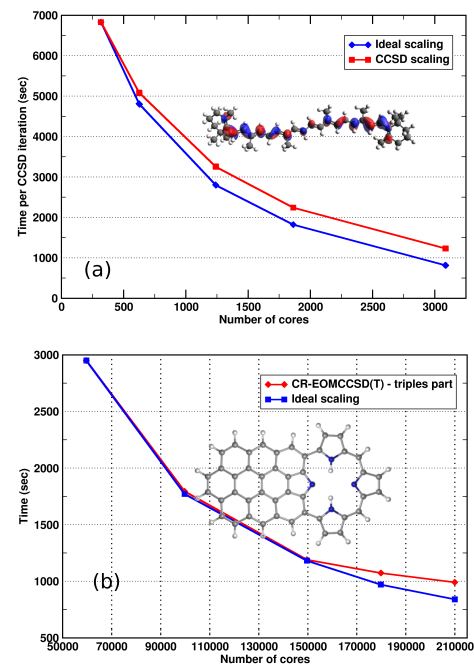 7000
6000
5000
4000
3000
2000
1000
0
Time per CCSD iteration (sec)
Ideal scaling
CCSD scaling
(a)
0 500 1000 1500 2000 2500 3000
Number of cores
3000
2500
2000
1500
1000
500
Time (sec)
CR-EOMCCSD(T) - triples part
Ideal scaling
(b)
50000 70000 90000 110000 130000 150000 170000 190000 210000
Number of cores